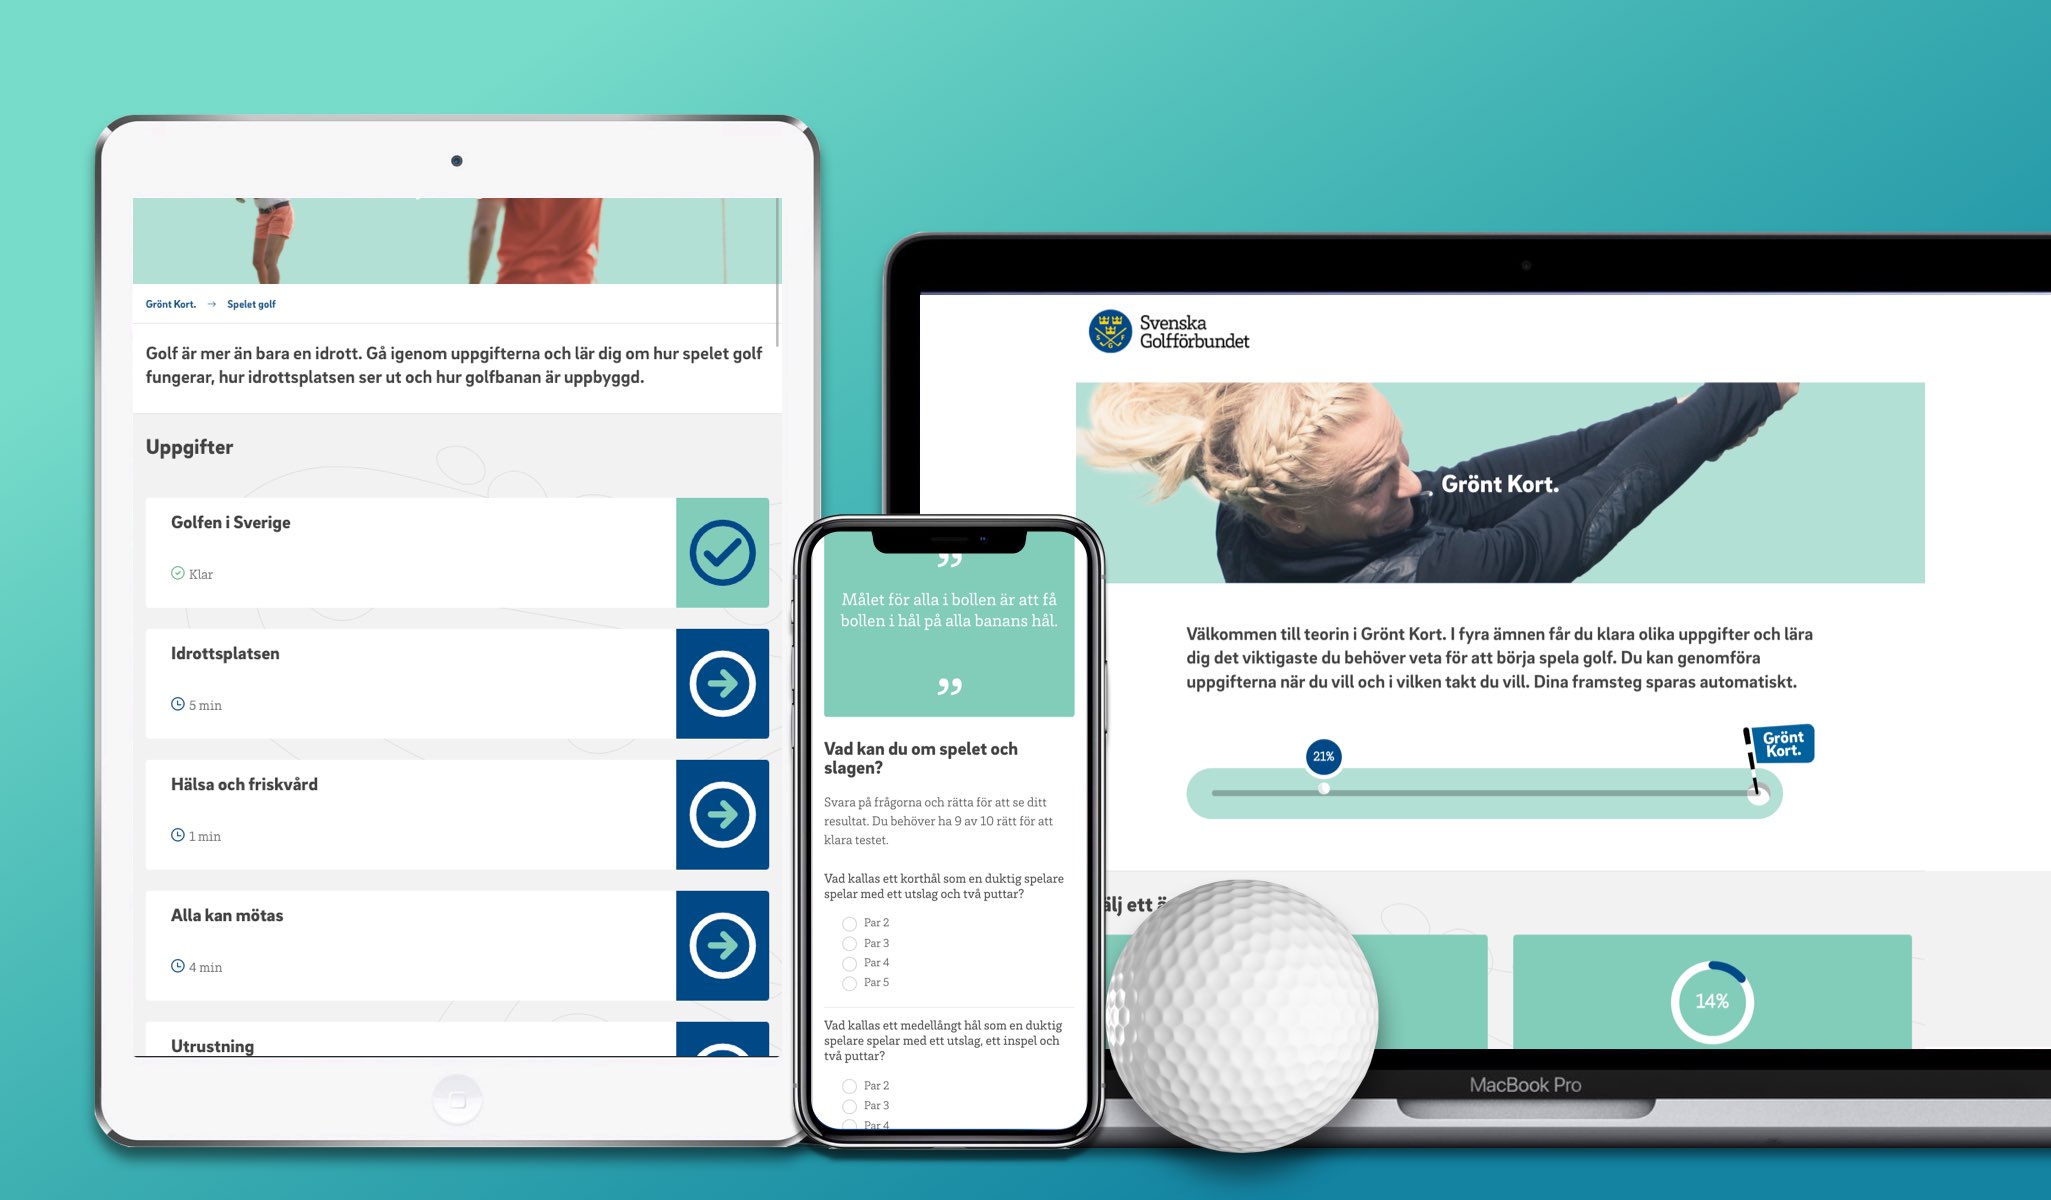 Grönt Kort. → Spelet golf
Golf är mer än bara en idrott. Gå igenom uppgifterna och lär dig om hur spelet golf
fungerar, hur idrottsplatsen ser ut och hur golfbanan är uppbyggd.
Uppgifter
Golfen i Sverige
Klar
Idrottsplatsen
5 min
Hälsa och friskvård
1 min
Alla kan mötas
4 min
Utrustning
”
Målet för alla i bollen är att få
bollen i hål på alla banans hål.
”
Vad kan du om spelet och
slagen?
Svara på frågorna och rätta för att se ditt
resultat. Du behöver ha 9 av 10 rätt för att
klara testet.
Vad kallas ett korthål som en duktig spelare
spelar med ett utslag och två puttar?
Par 2
Par 3
Par 4
Par 5
Vad kallas ett medellångt hål som en duktig
spelare spelar med ett utslag, ett inspel och
två puttar?
Par 2
Par 3
Par 4
S G F
Svenska
Golfförbundet
Grönt Kort.
Välkommen till teorin i Grönt Kort. I fyra ämnen får du klara olika uppgifter och lära
dig det viktigaste du behöver veta för att börja spela golf. Du kan genomföra
uppgifterna när du vill och i vilken takt du vill. Dina framsteg sparas automatiskt.
21%
Grönt
Kort.
älj ett ä
14%
MacBook Pro